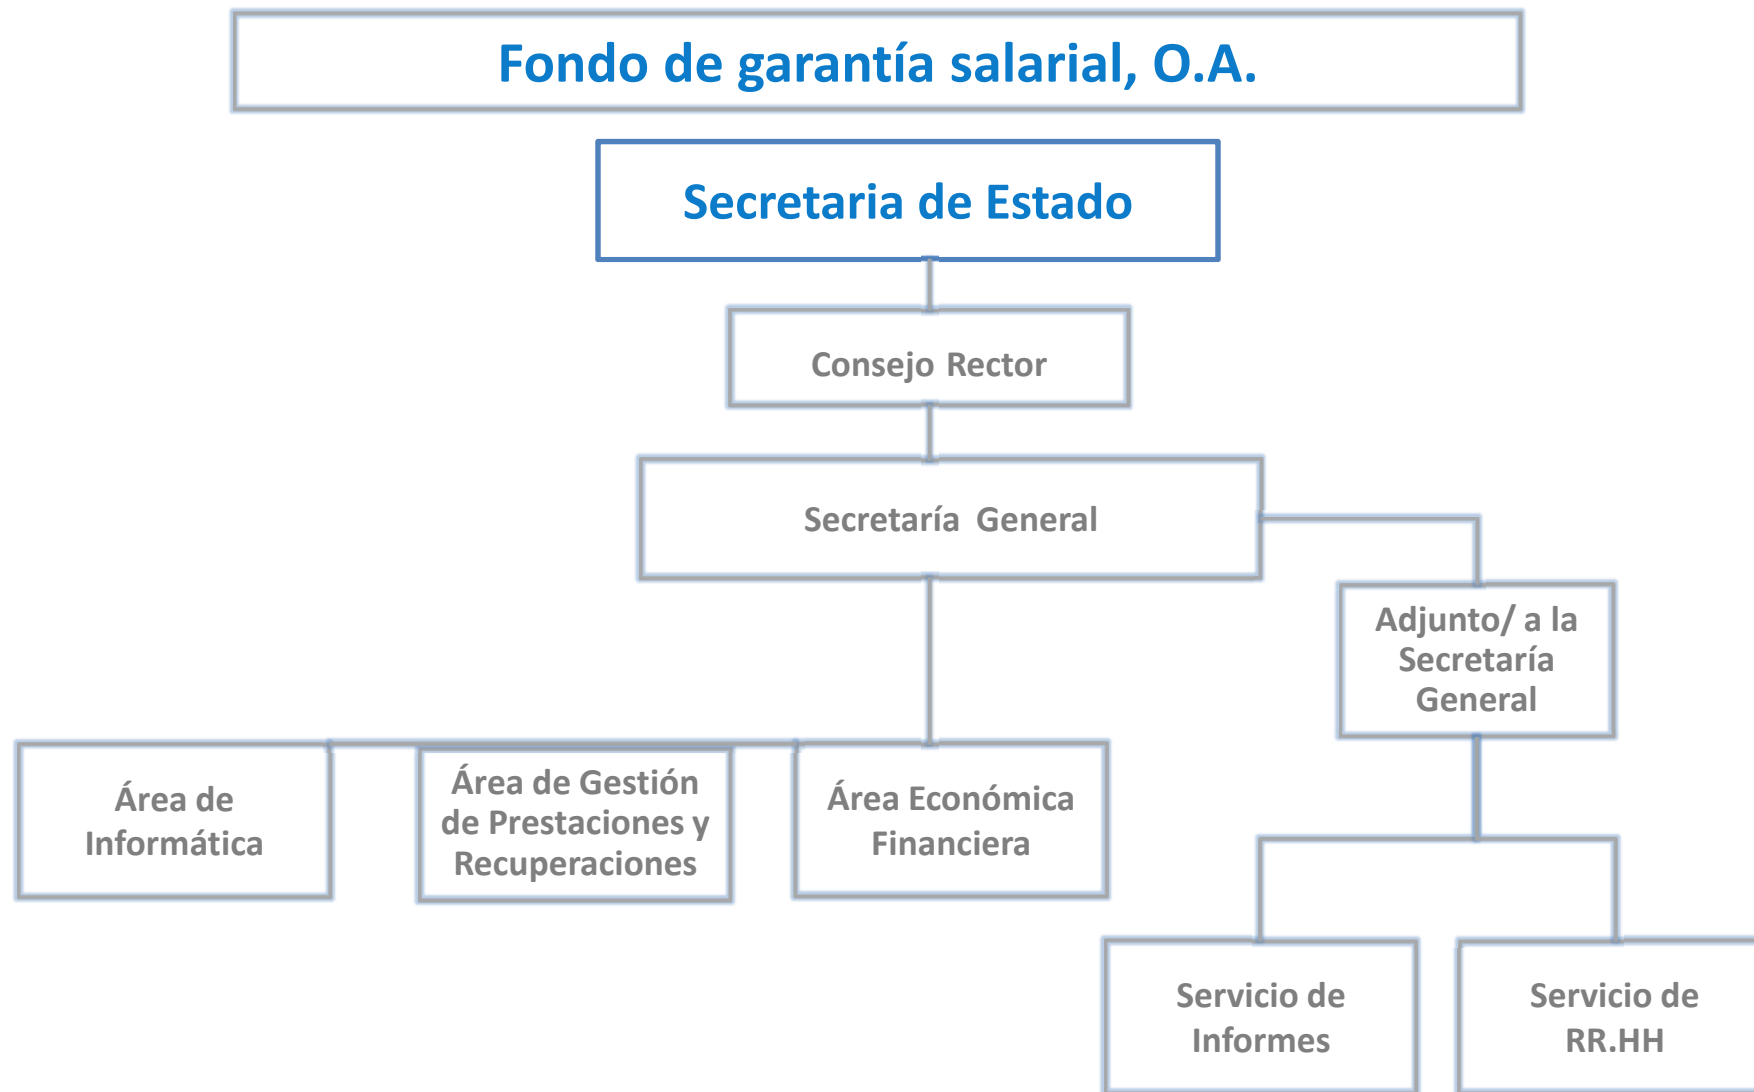 Fondo de garantía salarial, O.A.
Secretaria de Estado
Consejo Rector
Secretaría General
Adjunto/ a la
Secretaría
General
Área de
Informática
Área de Gestión
de Prestaciones y
Recuperaciones
Área Económica
Financiera
Servicio de
Informes
Servicio de
RR.HH